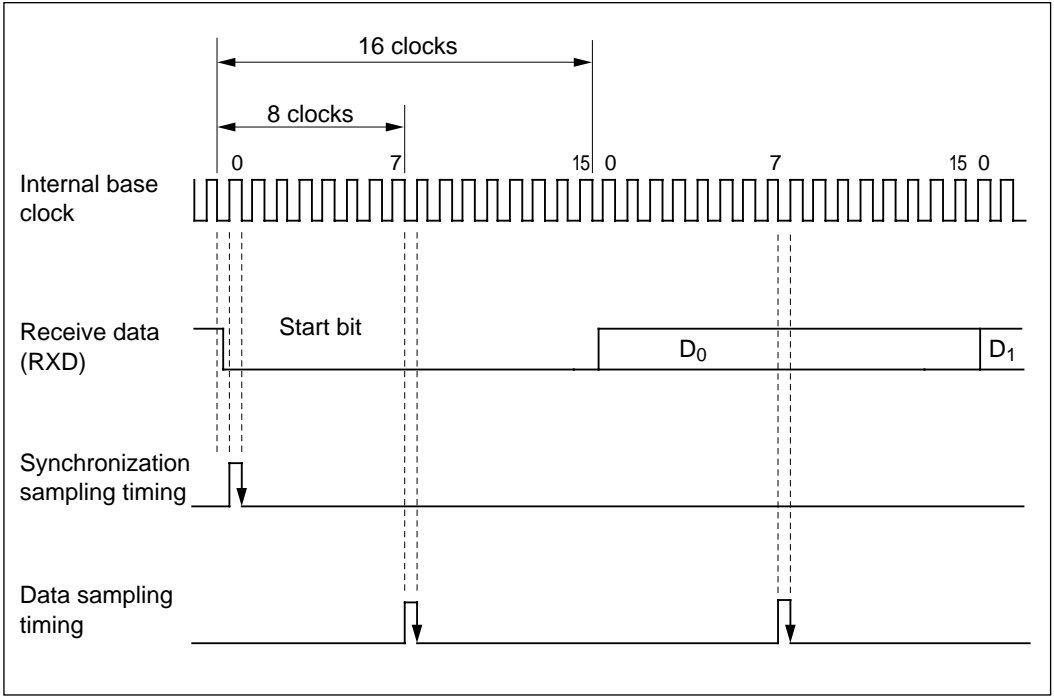 16 clocks
8 clocks
0 7 15 0 7 15 0
Internal base
clock
Receive data
(RXD)
Start bit
D0
D1
Synchronization
sampling timing
Data sampling
timing